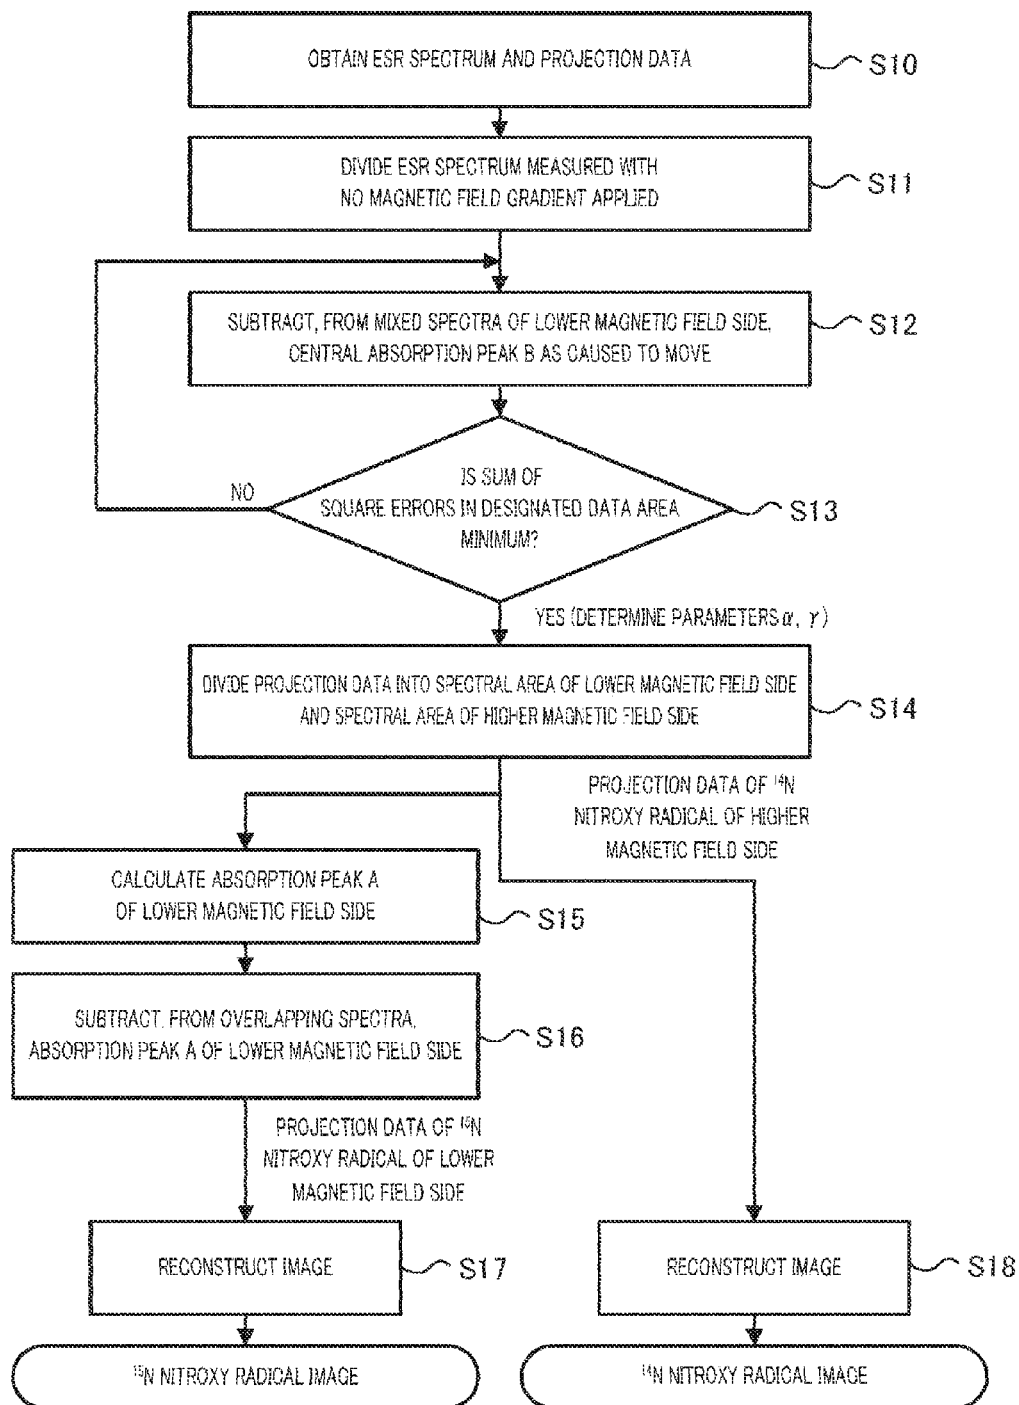 OBTAIN ESR SPECTRUM AND PROJECTION DATA
S10
DIVIDE ESR SPECTRUM MEASURED WITH
NO MAGNETIC FIELD GRADIENT APPLIED
S11
SUBTRACT, FROM MIXED SPECTRA OF LOWER MAGNETIC FIELD SIDE,
CENTRAL ABSORPTION PEAK B AS CAUSED TO MOVE
S12
IS SUM OF
SQUARE ERRORS IN DESIGNATED DATA AREA
MINIMUM?
S13
NO
YES (DETERMINE PARAMETERS α, γ)
DIVIDE PROJECTION DATA INTO SPECTRAL AREA OF LOWER MAGNETIC FIELD SIDE
AND SPECTRAL AREA OF HIGHER MAGNETIC FIELD SIDE
S14
PROJECTION DATA OF ¹⁴N
NITROXY RADICAL OF HIGHER
MAGNETIC FIELD SIDE
CALCULATE ABSORPTION PEAK A
OF LOWER MAGNETIC FIELD SIDE
S15
SUBTRACT, FROM OVERLAPPING SPECTRA,
ABSORPTION PEAK A OF LOWER MAGNETIC FIELD SIDE
S16
PROJECTION DATA OF ¹⁵N
NITROXY RADICAL OF LOWER
MAGNETIC FIELD SIDE
RECONSTRUCT IMAGE
S17
RECONSTRUCT IMAGE
S18
¹⁵N NITROXY RADICAL IMAGE
¹⁴N NITROXY RADICAL IMAGE